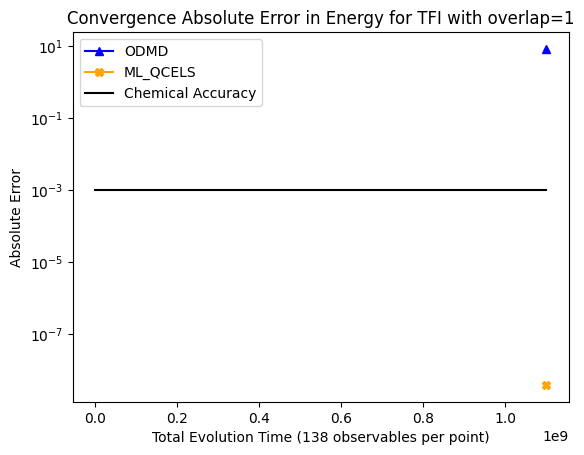 Convergence Absolute Error in Energy for TFI with overlap=1
ODMD
ML_QCELS
Chemical Accuracy
Absolute Error
10^1
10^-1
10^-3
10^-5
10^-7
0.0 0.2 0.4 0.6 0.8 1.0
1e9
Total Evolution Time (138 observables per point)